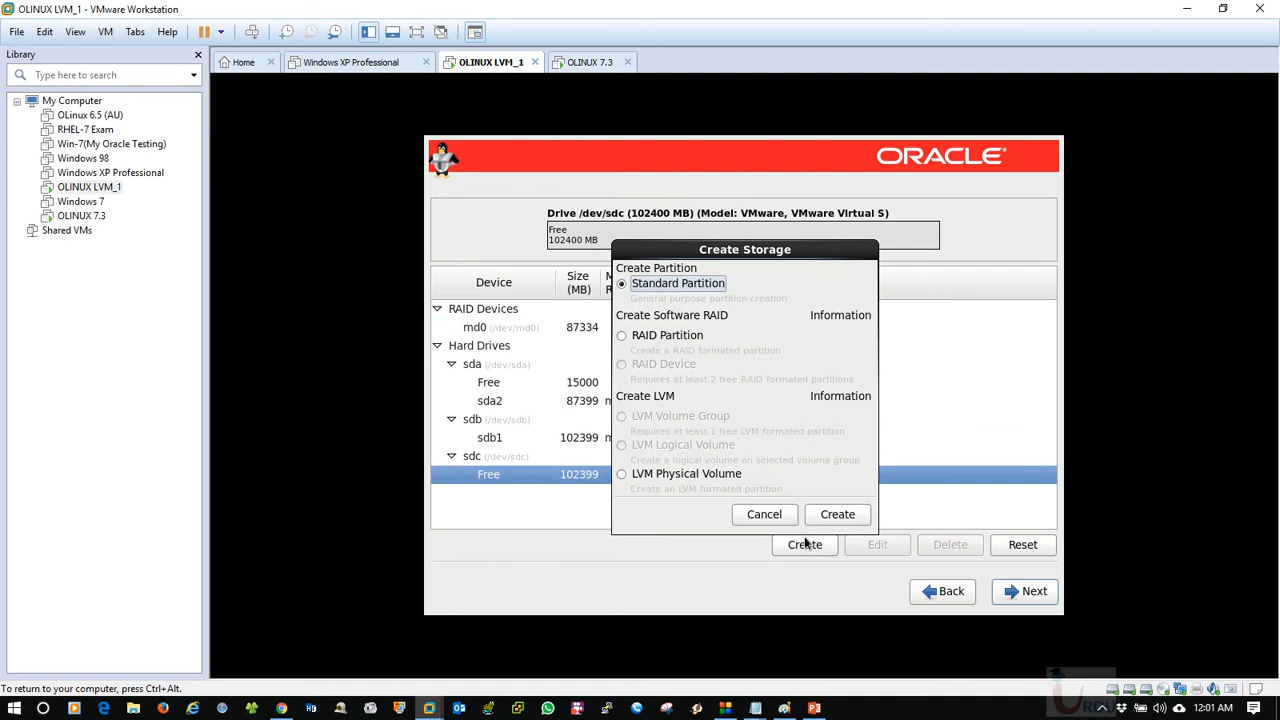 OLINUX LVM_1 - VMware Workstation
File Edit View VM Tabs Help
Library
Type here to search
My Computer
OLinux 6.5 (AU)
RHEL-7 Exam
Win-7(My Oracle Testing)
Windows 98
Windows XP Professional
OLINUX LVM_1
Windows 7
OLINUX 7.3
Shared VMs
Home Windows XP Professional OLINUX LVM_1 OLINUX 7.3
ORACLE
Drive /dev/sdc (102400 MB) (Model: VMware, VMware Virtual S)
Free
102400 MB
Device Size
(MB)
RAID Devices
md0 (/dev/md0) 87334
Hard Drives
sda (/dev/sda)
Free 15000
sda2 87399
sdb (/dev/sdb)
sdb1 102399
sdc (/dev/sdc)
Free 102399
Create Storage
Create Partition
Standard Partition
General purpose partition creation
Create Software RAID Information
RAID Partition
Create a RAID formated partition
RAID Device
Requires at least 2 free RAID formated partitions
Create LVM Information
LVM Volume Group
Requires at least 1 free LVM formated partition
LVM Logical Volume
Create a logical volume on selected volume group
LVM Physical Volume
Create an LVM formated partition
Cancel Create
Create Edit Delete Reset
Back Next
To return to your computer, press Ctrl+Alt.
12:01 AM